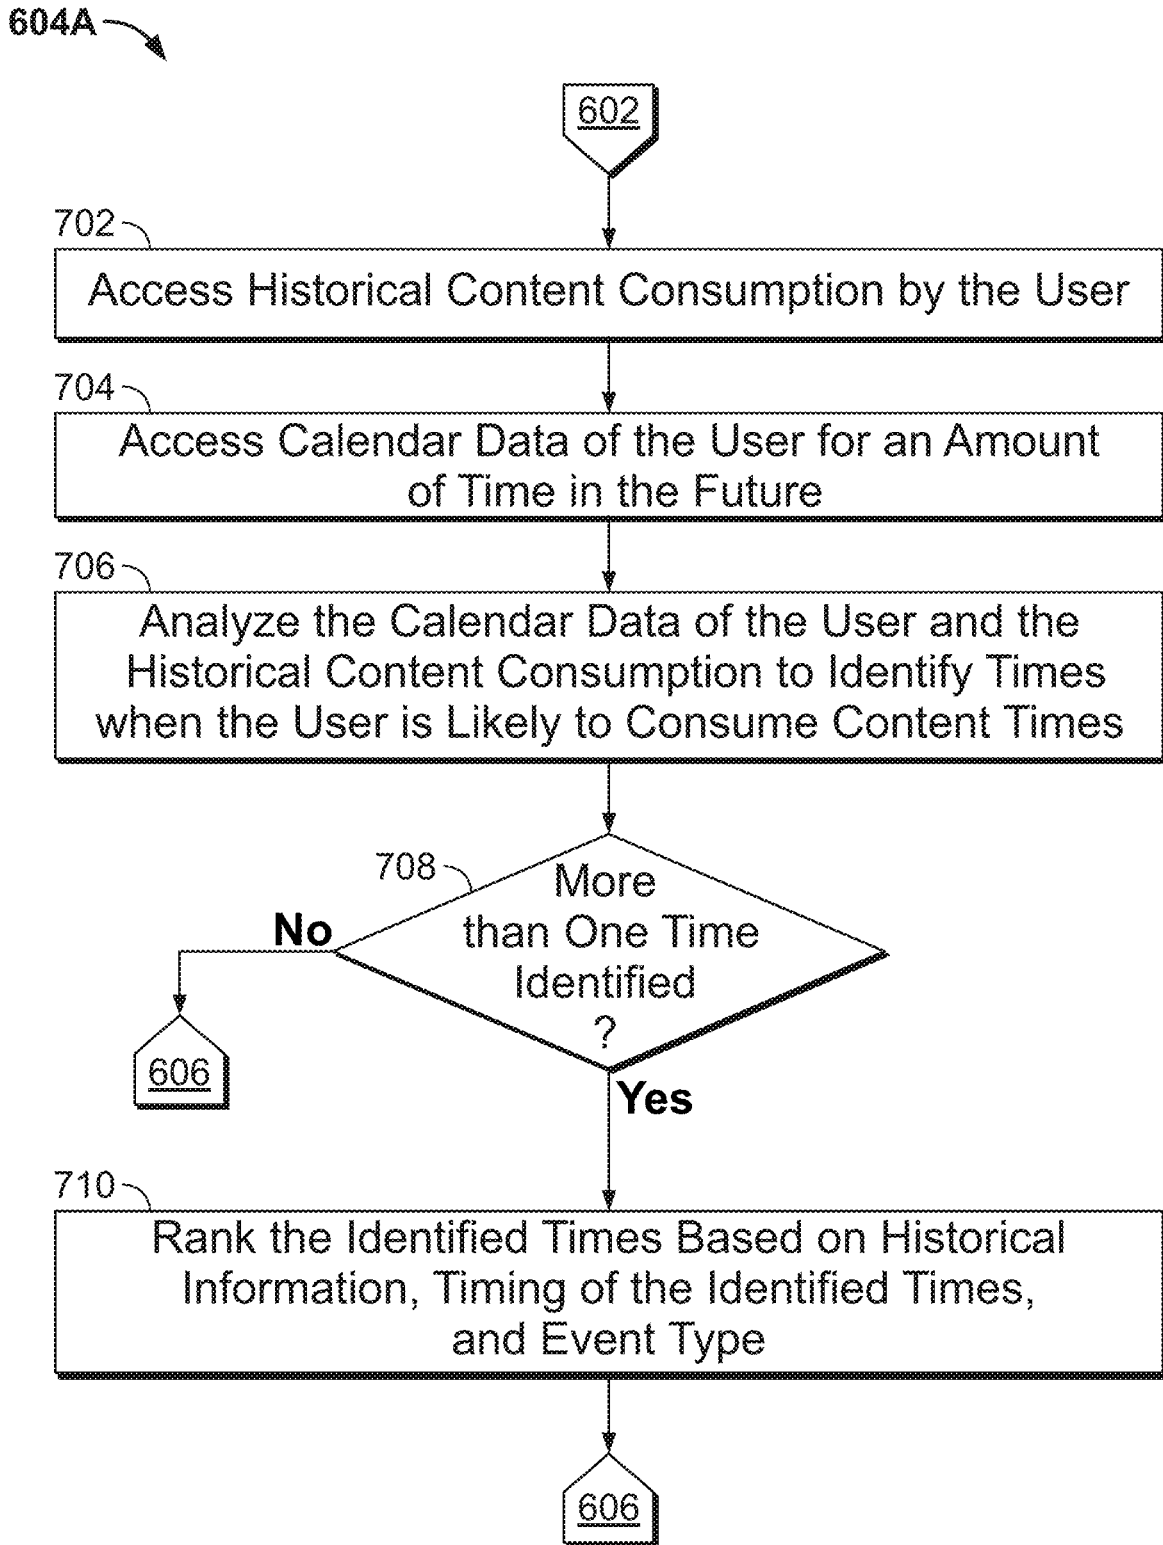 604A
602
702
Access Historical Content Consumption by the User
704
Access Calendar Data of the User for an Amount
of Time in the Future
706
Analyze the Calendar Data of the User and the
Historical Content Consumption to Identify Times
when the User is Likely to Consume Content Times
708
More
than One Time
Identified
?
No
606
Yes
710
Rank the Identified Times Based on Historical
Information, Timing of the Identified Times,
and Event Type
606